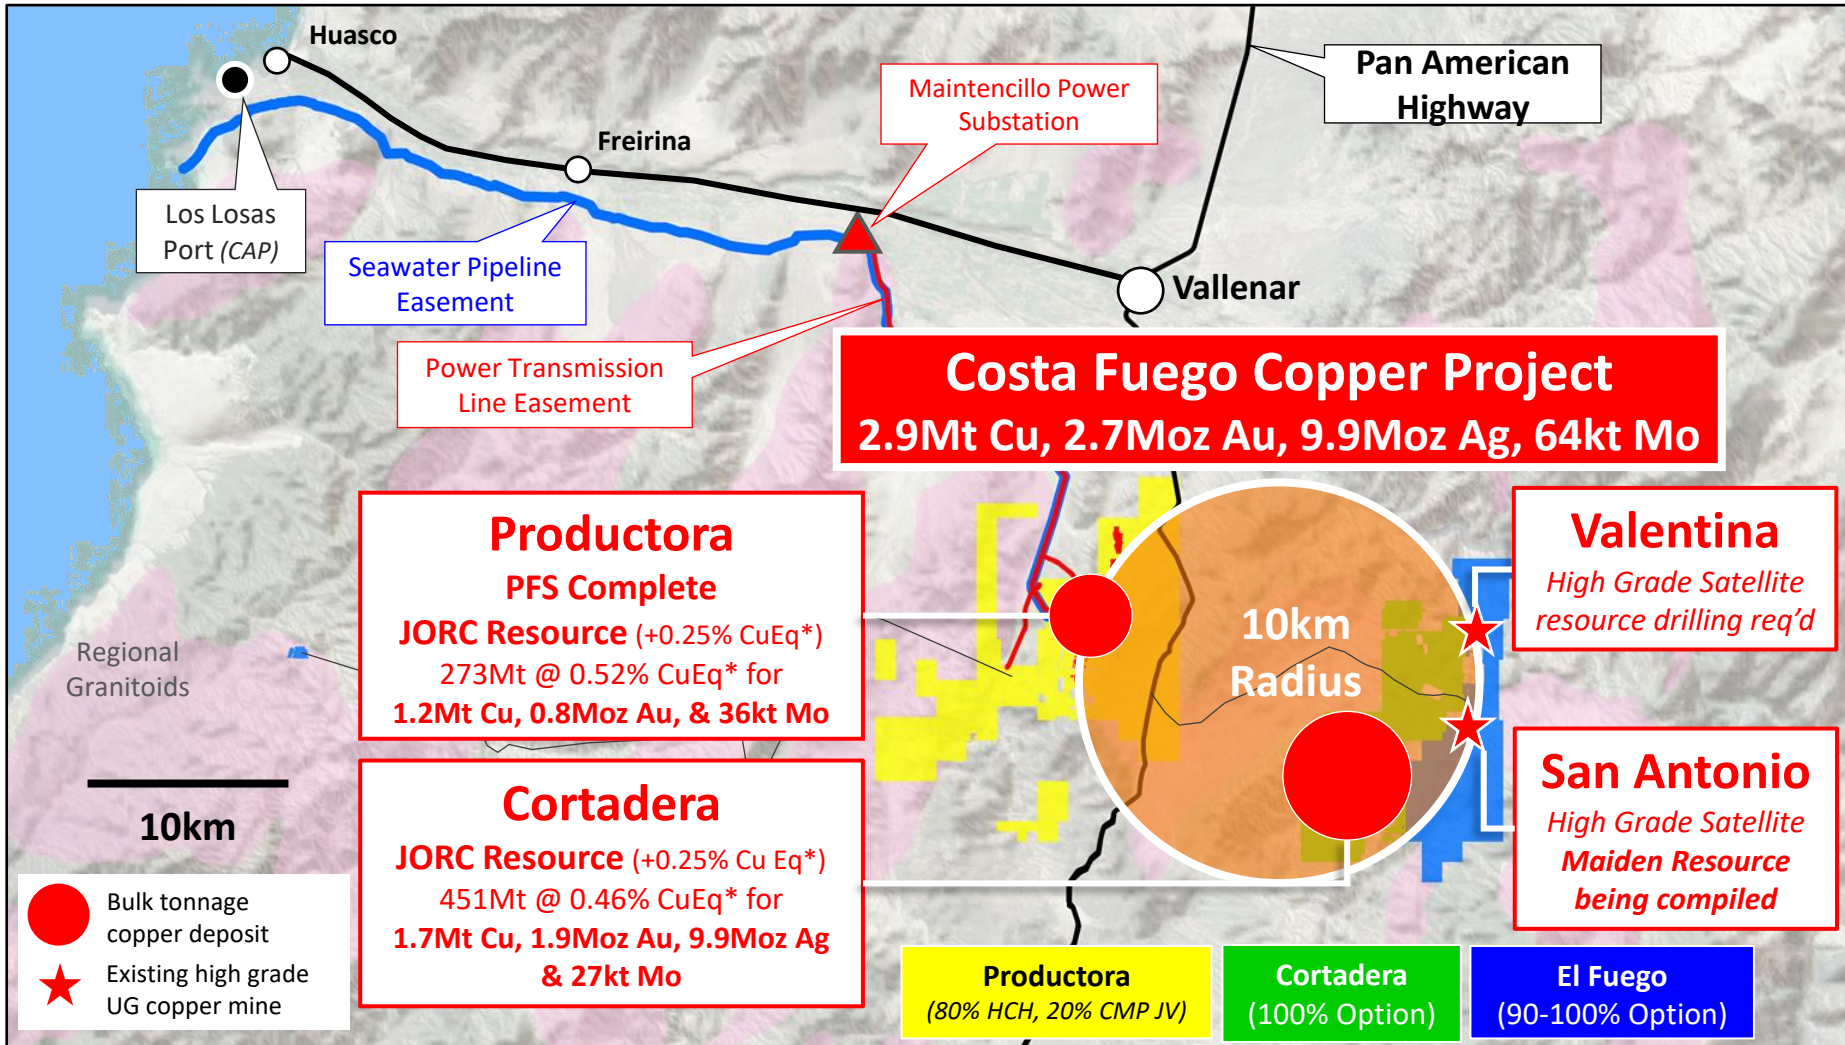 Huasco
Pan American
Highway
Maintencillo Power
Substation
Freirina
Los Losas
Port (CAP)
Seawater Pipeline
Easement
Vallenar
Power Transmission
Line Easement
Costa Fuego Copper Project
2.9Mt Cu, 2.7Moz Au, 9.9Moz Ag, 64kt Mo
Productora
PFS Complete
JORC Resource (+0.25% CuEq*)
273Mt @ 0.52% CuEq* for
1.2Mt Cu, 0.8Moz Au, & 36kt Mo
Valentina
High Grade Satellite
resource drilling req'd
10km
Radius
Regional
Granitoids
San Antonio
High Grade Satellite
Maiden Resource
being compiled
10km
Cortadera
JORC Resource (+0.25% Cu Eq*)
451Mt @ 0.46% CuEq* for
1.7Mt Cu, 1.9Moz Au, 9.9Moz Ag
& 27kt Mo
Bulk tonnage
copper deposit
Existing high grade
UG copper mine
Productora
(80% HCH, 20% CMP JV)
Cortadera
(100% Option)
El Fuego
(90-100% Option)